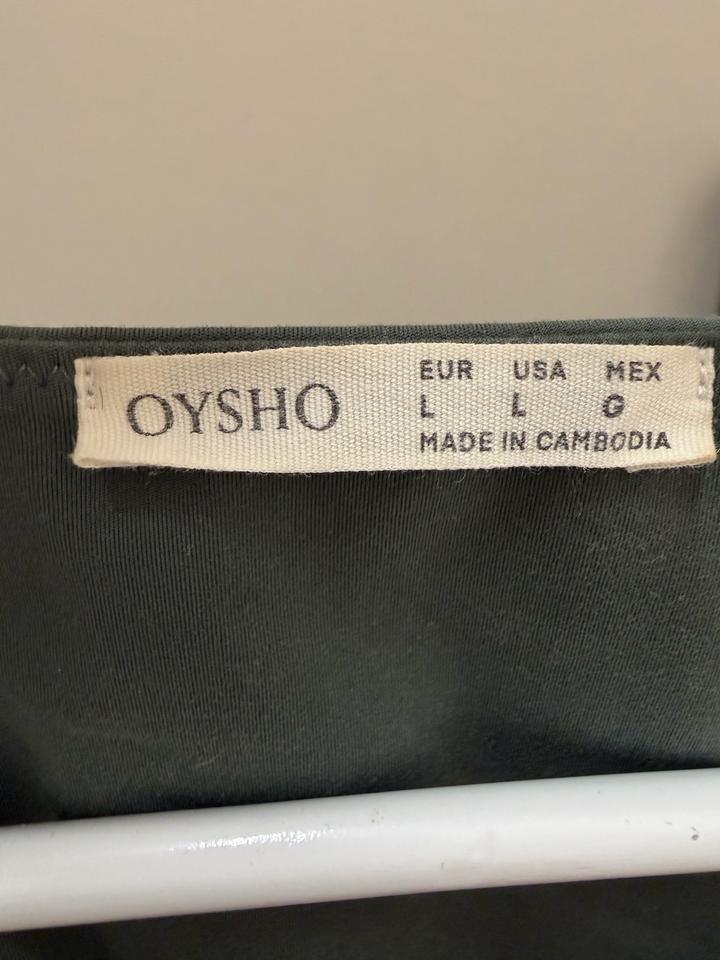 OYSHO
EUR USA MEX
L L G
MADE IN CAMBODIA